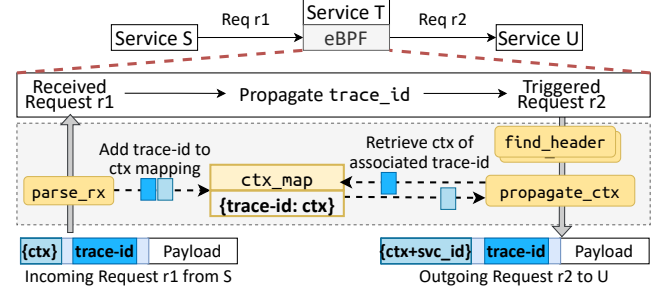 Service T
Req r1
Req r2
Service S
eBPF
Service U
Received
Request r1
Propagate trace_id
Triggered
Request r2
Add trace-id to
ctx mapping
Retrieve ctx of
associated trace-id
find_header
parse_rx
ctx_map
{trace-id: ctx}
propagate_ctx
{ctx} trace-id Payload
{ctx+svc_id} trace-id Payload
Incoming Request r1 from S
Outgoing Request r2 to U